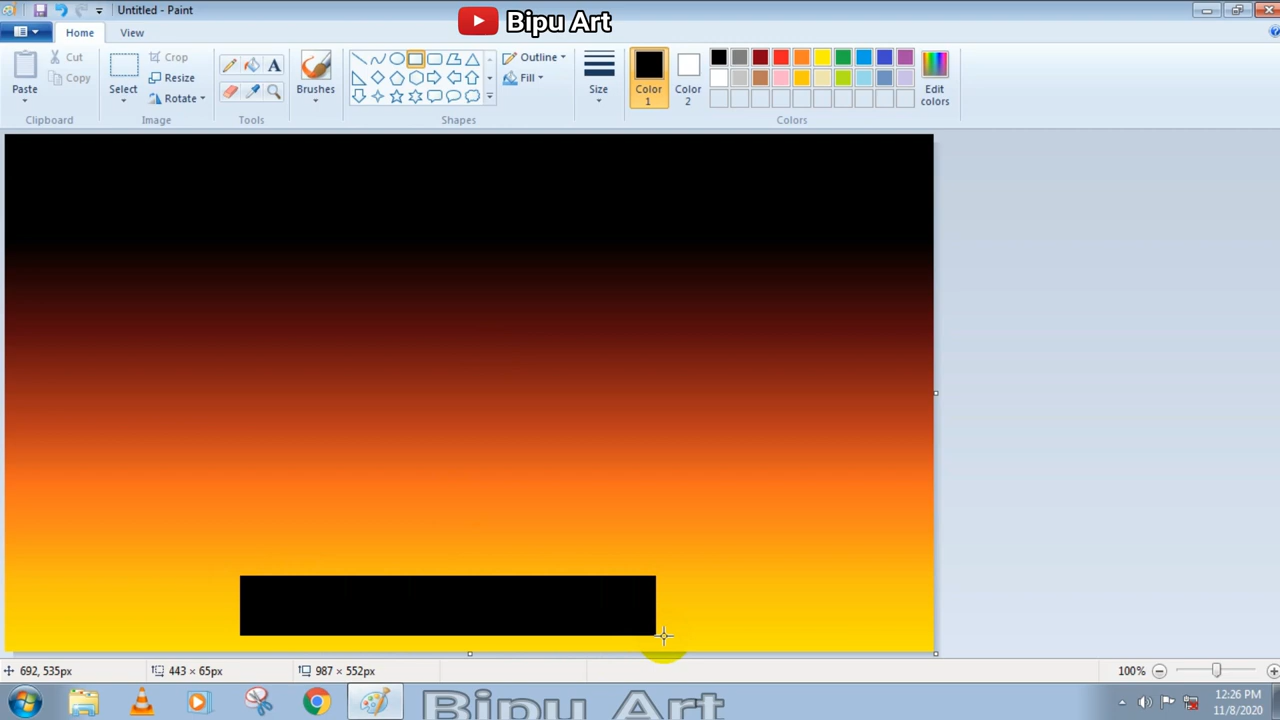 Untitled - Paint
Bipu Art
Home
View
Paste
Cut
Copy
Clipboard
Select
Crop
Resize
Rotate
Image
Tools
Brushes
Outline
Fill
Shapes
Size
Color 1
Color 2
Edit colors
Colors
692, 535px
443 × 65px
987 × 552px
100%
Bipu Art
12:26 PM
11/8/2020